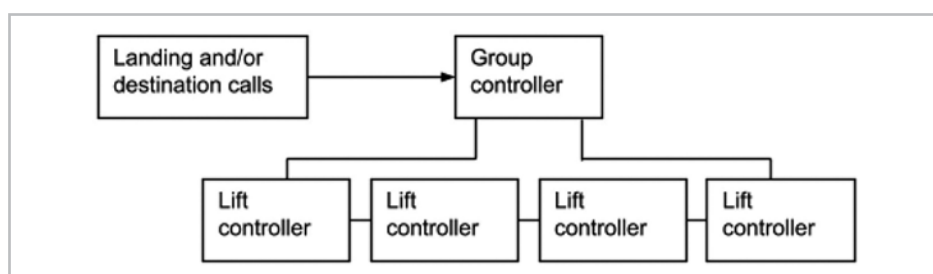 Landing and/or
destination calls
Group
controller
Lift
controller
Lift
controller
Lift
controller
Lift
controller